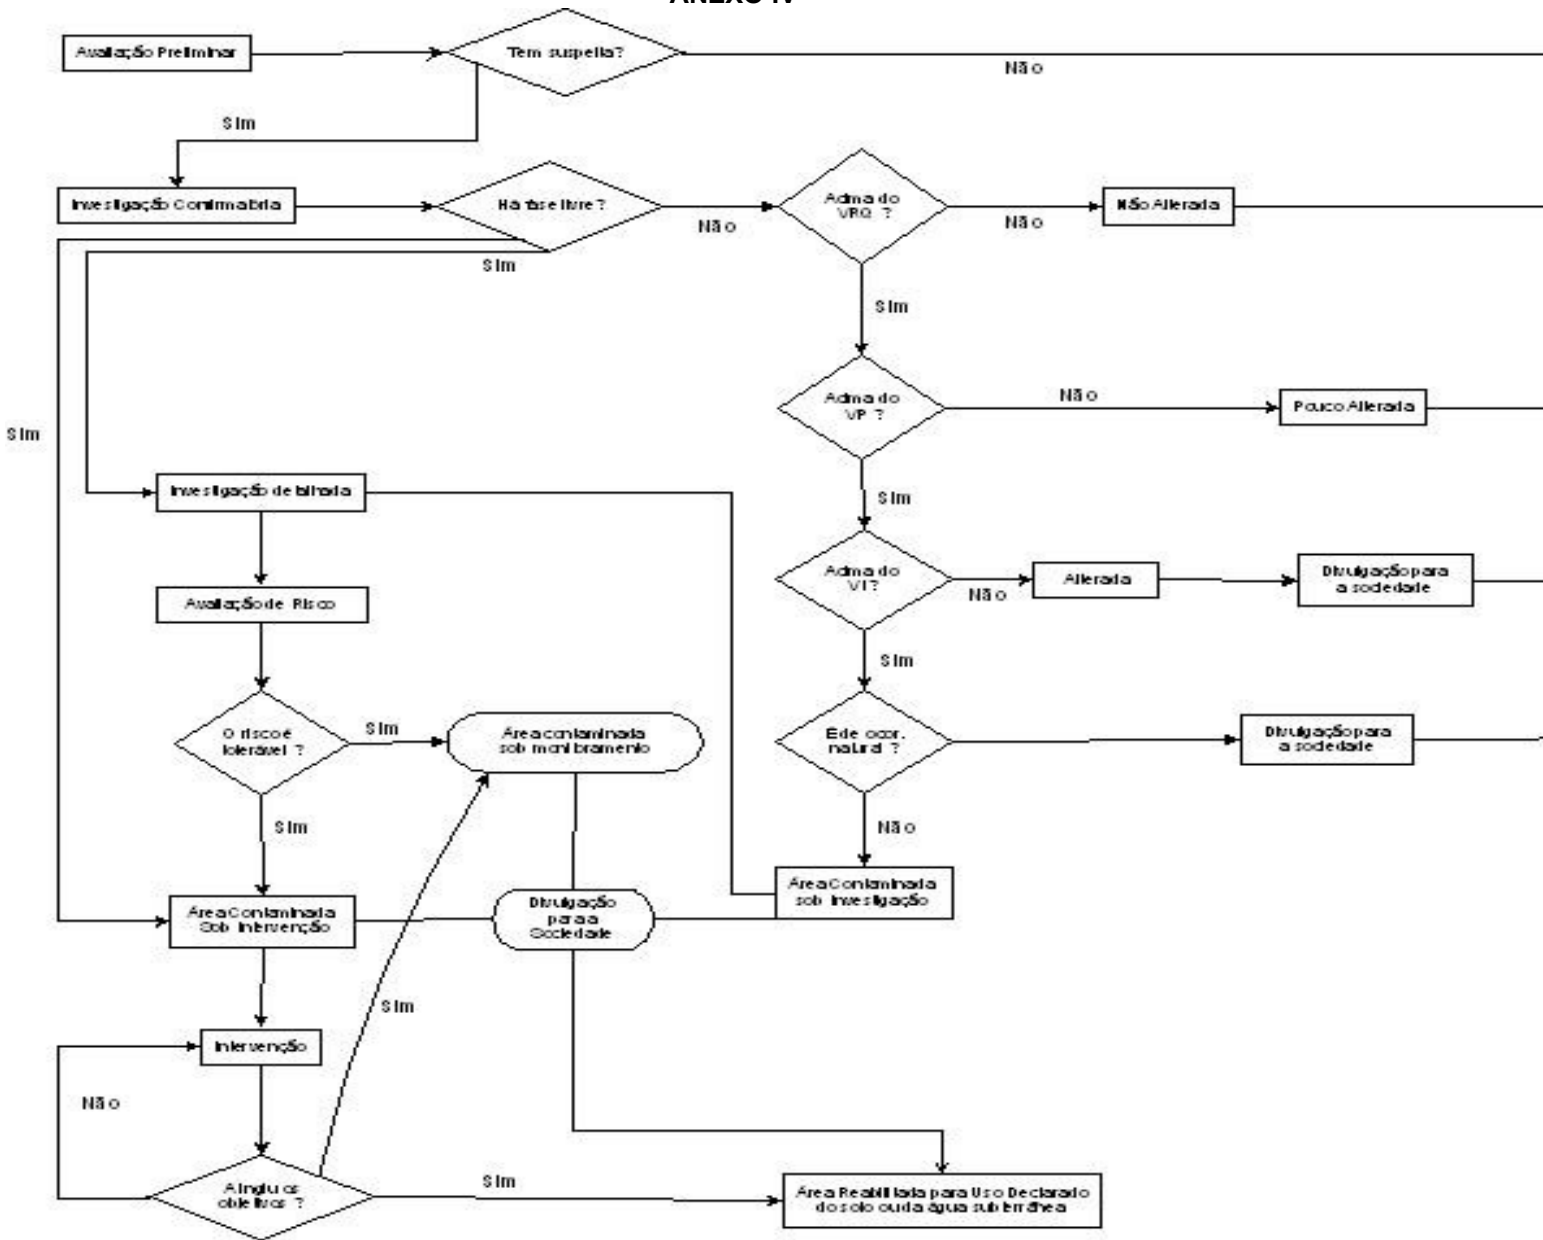 ANEXO IV
Avaliação Preliminar
Tem suspeita?
Não
Sim
Investigação Confirmatória
Há fase livre ?
Não
Acima do
VRQ ?
Não
Não Alterada
Sim
Sim
Acima do
VP ?
Não
Pouco Alterada
Sim
Sim
Investigação detalhada
Acima do
VI?
Não
Alterada
Divulgação para
a sociedade
Avaliação de Risco
Sim
O risco é
tolerável ?
Sim
Área contaminada
sob monitoramento
É de ocor.
natural ?
Divulgação para
a sociedade
Sim
Não
Área Contaminada
Sob Intervenção
Divulgação
para a
Sociedade
Área Contaminada
sob Investigação
Sim
Intervenção
Não
Atingiu os
objetivos ?
Sim
Área Reabilitada para Uso Declarado
do solo ou da água subterrânea